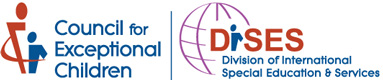 Council for
Exceptional
Children
DISES
Division of International
Special Education & Services